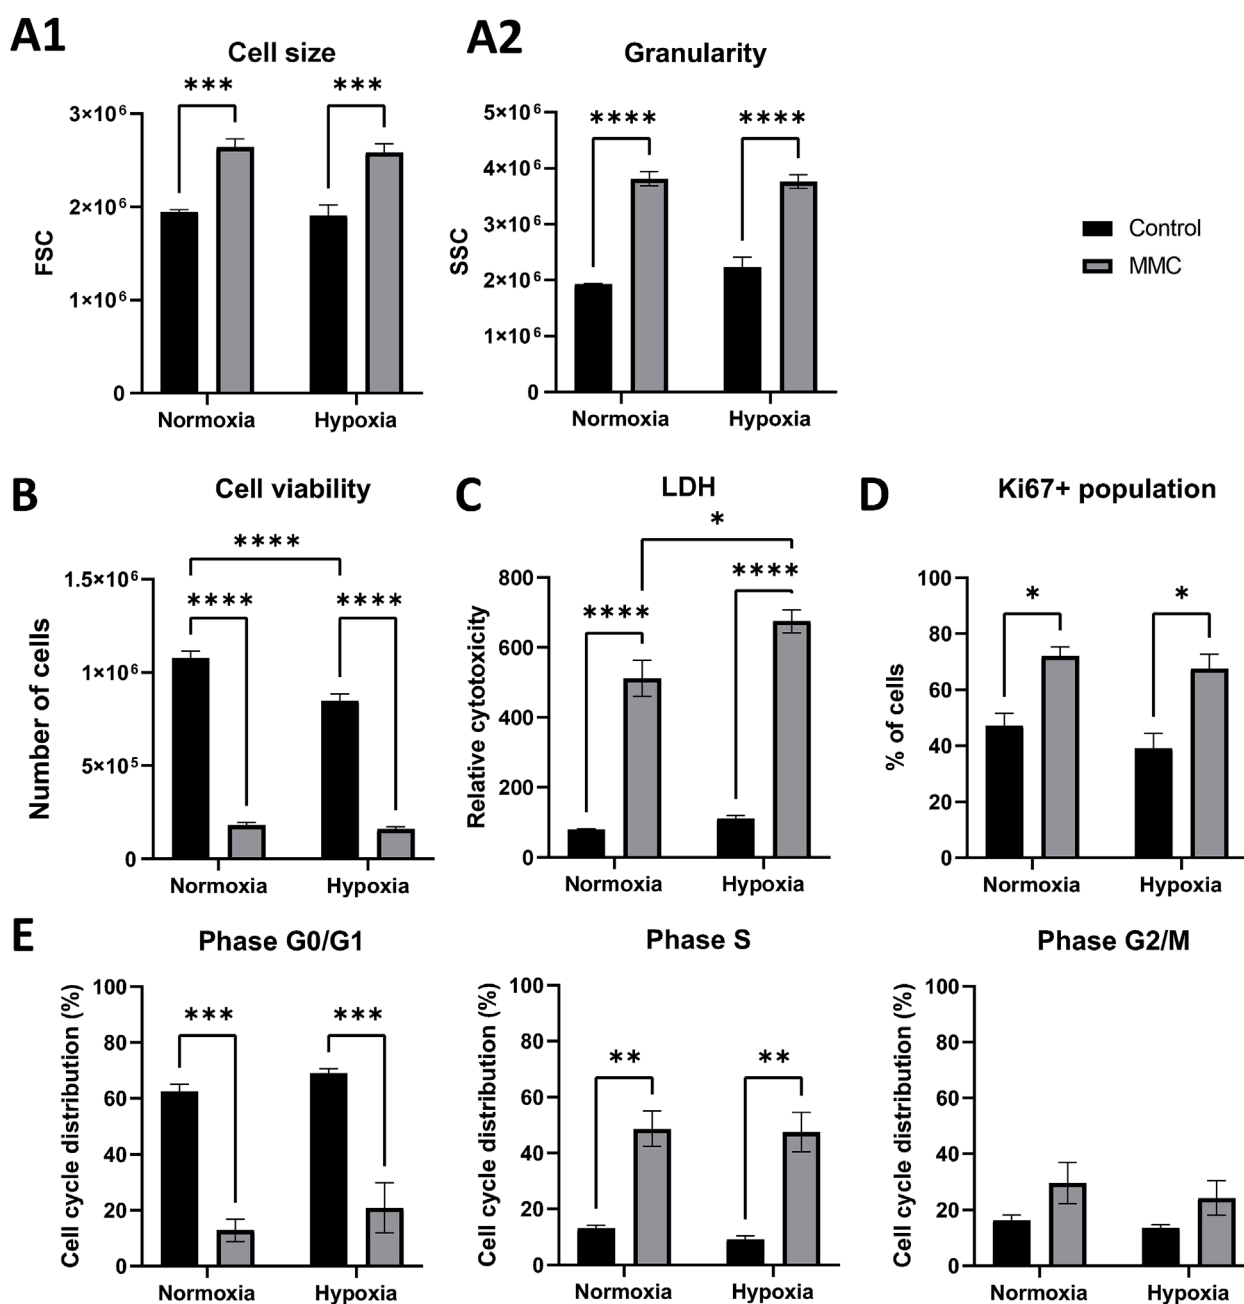 A1
Cell size
*** ***
FSC
3×10⁶
2×10⁶
1×10⁶
0
Normoxia Hypoxia
A2
Granularity
**** ****
SSC
5×10⁶
4×10⁶
3×10⁶
2×10⁶
1×10⁶
0
Normoxia Hypoxia
Control
MMC
B
Cell viability
****
**** ****
Number of cells
1.5×10⁶
1×10⁶
5×10⁵
0
Normoxia Hypoxia
C
LDH
*
**** ****
Relative cytotoxicity
800
600
400
200
0
Normoxia Hypoxia
D
Ki67+ population
* *
% of cells
100
80
60
40
20
0
Normoxia Hypoxia
E
Phase G0/G1
*** ***
Cell cycle distribution (%)
100
80
60
40
20
0
Normoxia Hypoxia
Phase S
** **
Cell cycle distribution (%)
100
80
60
40
20
0
Normoxia Hypoxia
Phase G2/M
Cell cycle distribution (%)
100
80
60
40
20
0
Normoxia Hypoxia